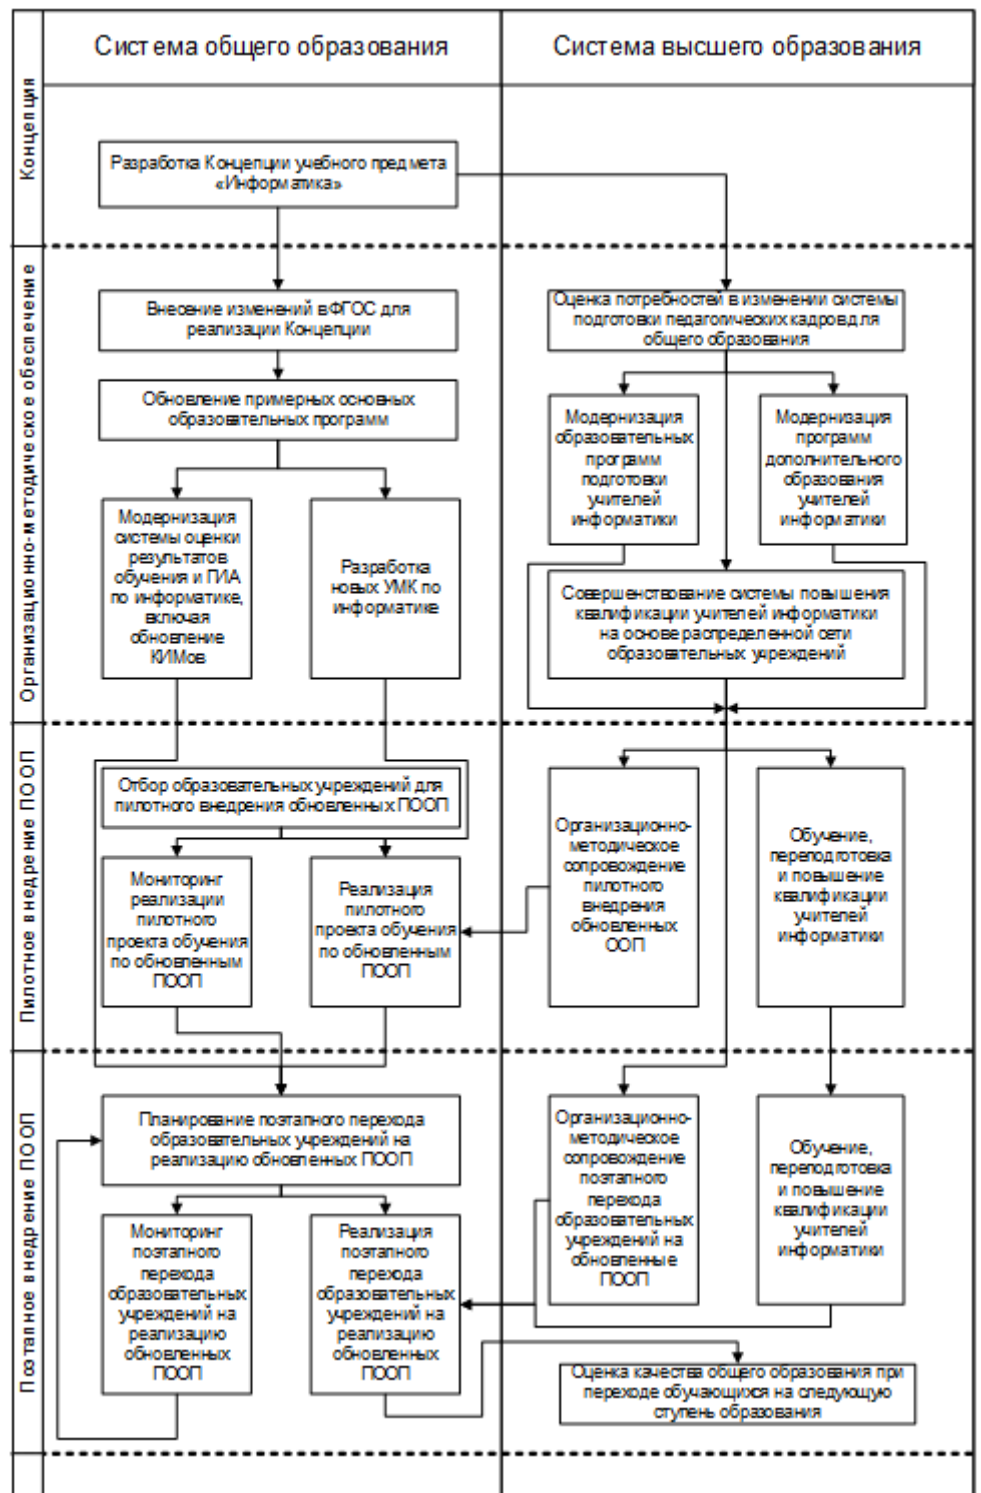 Система общего образования
Система высшего образования
Концепция
Разработка Концепции учебного предмета
«Информатика»
Организационно-методическое обеспечение
Внесение изменений в ФГОС для
реализации Концепции
Оценка потребностей в изменении системы
подготовки педагогических кадров для
общего образования
Обновление примерных основных
образовательных программ
Модернизация
образовательных
программ
подготовки
учителей
информатики
Модернизация
программ
дополнительного
образования
учителей
информатики
Модернизация
системы оценки
результатов
обучения и ГИА
по информатике,
включая
обновление
КИМов
Разработка
новых УМК по
информатике
Совершенствование системы повышения
квалификации учителей информатики
на основе распределенной сети
образовательных учреждений
Пилотное внедрение ПООП
Отбор образовательных учреждений для
пилотного внедрения обновленных ПООП
Мониторинг
реализации
пилотного
проекта обучения
по обновленным
ПООП
Реализация
пилотного
проекта обучения
по обновленным
ПООП
Организационно-
методическое
сопровождение
пилотного
внедрения
обновленных
ООП
Обучение,
переподготовка
и повышение
квалификации
учителей
информатики
Поэтапное внедрение ПООП
Планирование поэтапного перехода
образовательных учреждений на
реализацию обновленных ПООП
Мониторинг
поэтапного
перехода
образовательных
учреждений на
реализацию
обновленных
ПООП
Реализация
поэтапного
перехода
образовательных
учреждений на
реализацию
обновленных
ПООП
Организационно-
методическое
сопровождение
поэтапного
перехода
образовательных
учреждений на
обновленные
ПООП
Обучение,
переподготовка
и повышение
квалификации
учителей
информатики
Оценка качества общего образования при
переходе обучающихся на следующую
ступень образования